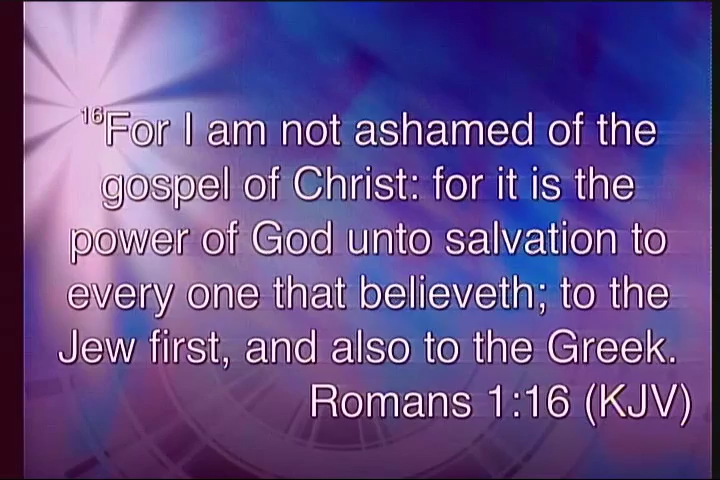 16For I am not ashamed of the
gospel of Christ: for it is the
power of God unto salvation to
every one that believeth; to the
Jew first, and also to the Greek.
Romans 1:16 (KJV)